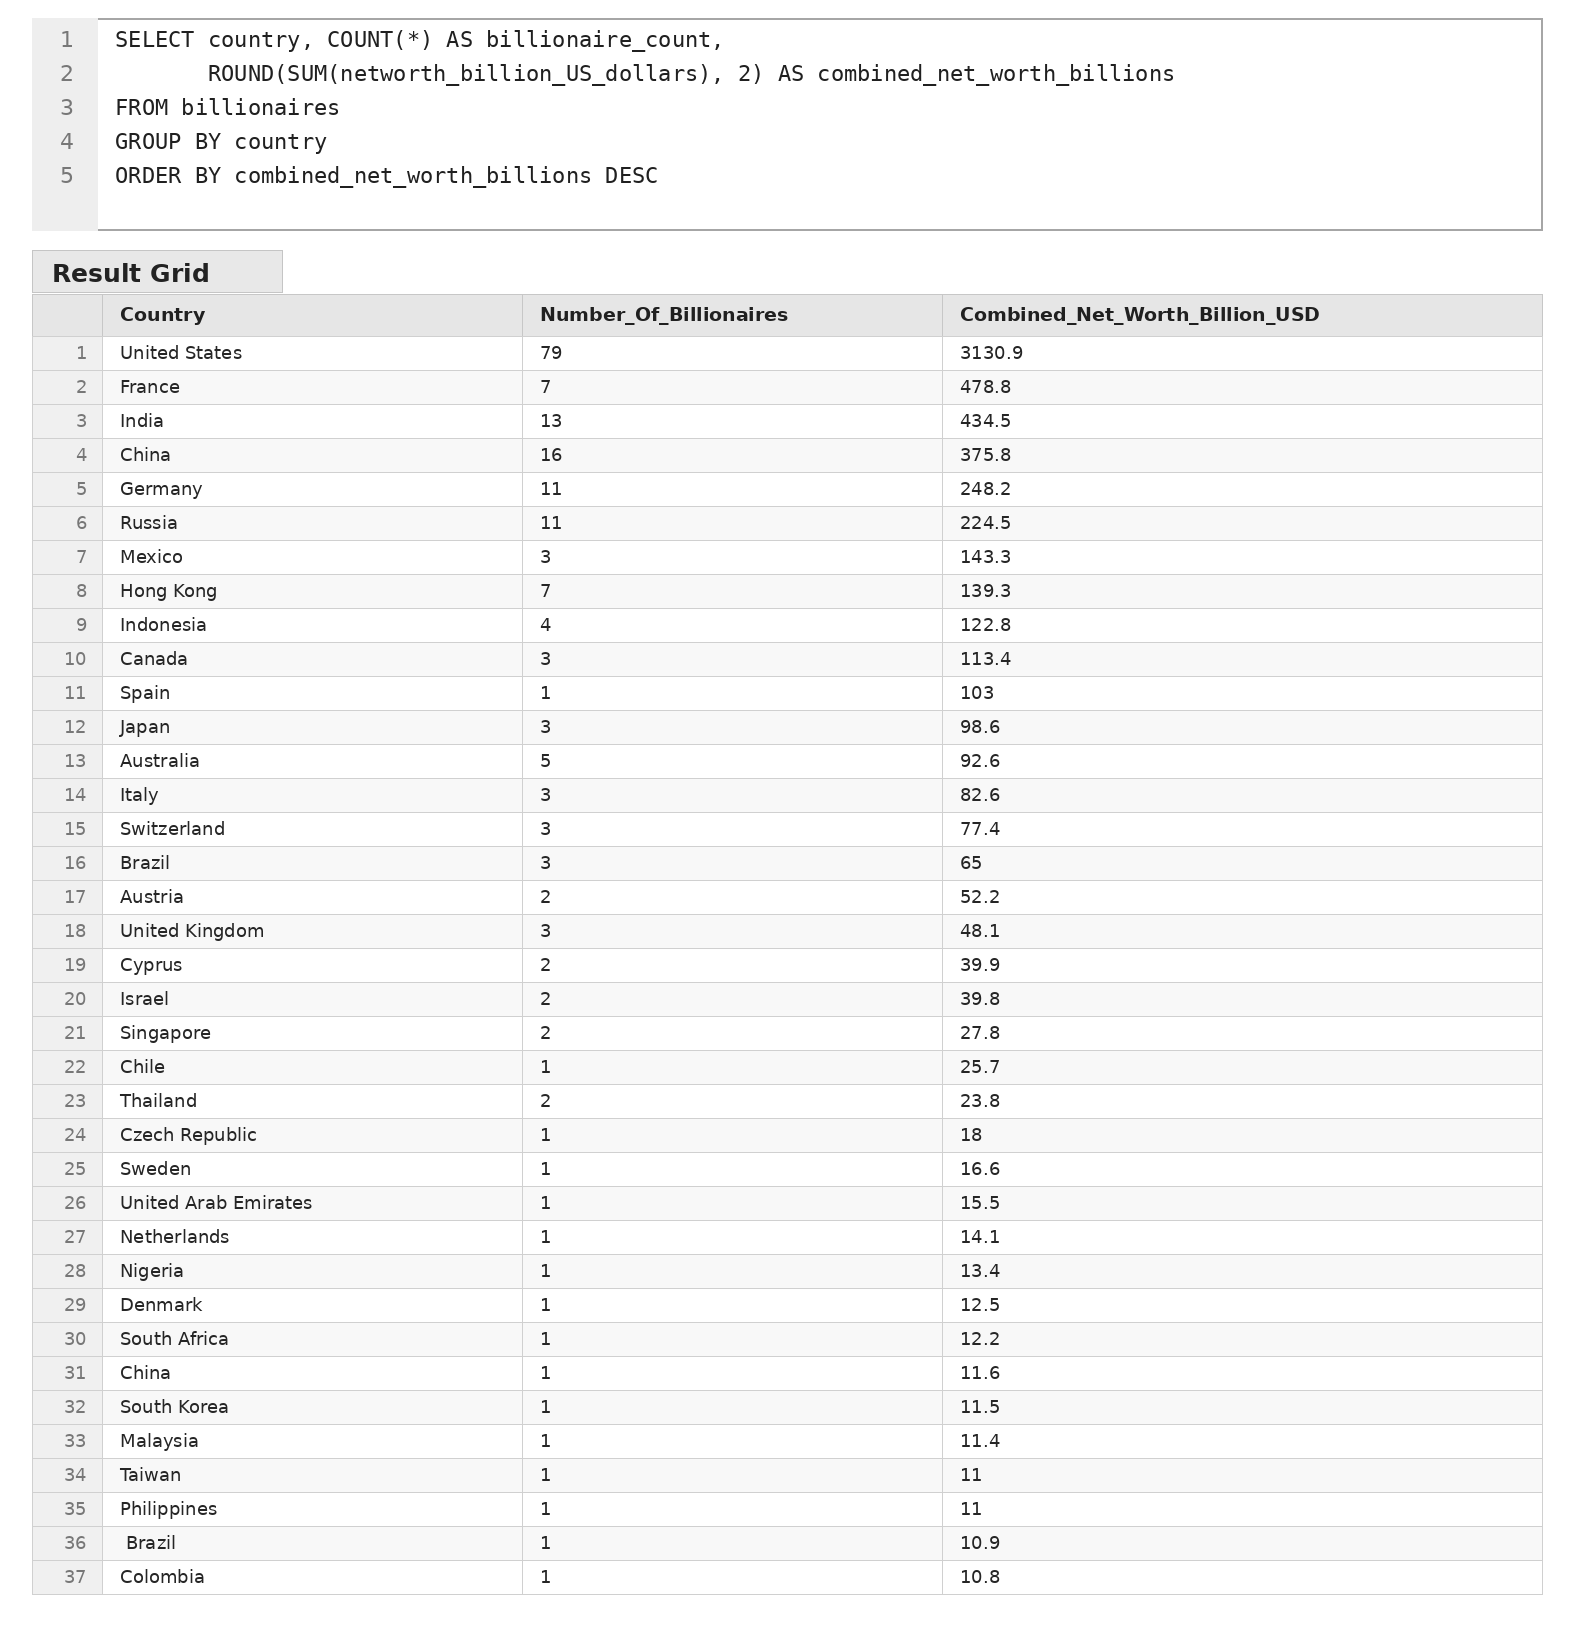 1 SELECT country, COUNT(*) AS billionaire_count,
2        ROUND(SUM(networth_billion_US_dollars), 2) AS combined_net_worth_billions
3 FROM billionaires
4 GROUP BY country
5 ORDER BY combined_net_worth_billions DESC
Result Grid
Country Number_Of_Billionaires Combined_Net_Worth_Billion_USD
1 United States 79 3130.9
2 France 7 478.8
3 India 13 434.5
4 China 16 375.8
5 Germany 11 248.2
6 Russia 11 224.5
7 Mexico 3 143.3
8 Hong Kong 7 139.3
9 Indonesia 4 122.8
10 Canada 3 113.4
11 Spain 1 103
12 Japan 3 98.6
13 Australia 5 92.6
14 Italy 3 82.6
15 Switzerland 3 77.4
16 Brazil 3 65
17 Austria 2 52.2
18 United Kingdom 3 48.1
19 Cyprus 2 39.9
20 Israel 2 39.8
21 Singapore 2 27.8
22 Chile 1 25.7
23 Thailand 2 23.8
24 Czech Republic 1 18
25 Sweden 1 16.6
26 United Arab Emirates 1 15.5
27 Netherlands 1 14.1
28 Nigeria 1 13.4
29 Denmark 1 12.5
30 South Africa 1 12.2
31 China 1 11.6
32 South Korea 1 11.5
33 Malaysia 1 11.4
34 Taiwan 1 11
35 Philippines 1 11
36  Brazil 1 10.9
37 Colombia 1 10.8